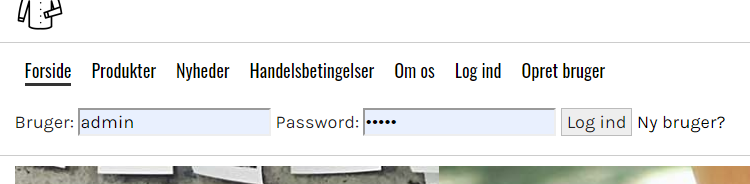 Forside Produkter Nyheder Handelsbetingelser Om os Log ind Opret bruger
Bruger: admin Password: ••••• Log ind Ny bruger?